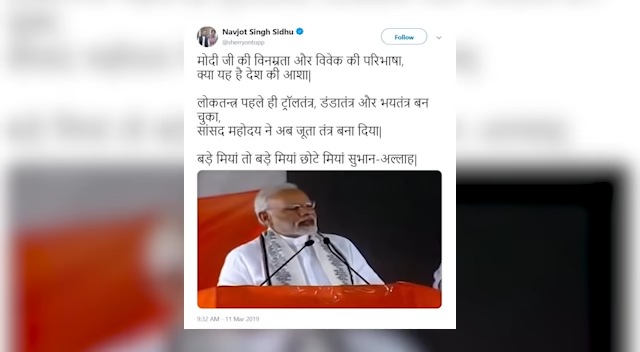 Navjot Singh Sidhu
@sherryontopp
Follow
मोदी जी की विनम्रता और विवेक की परिभाषा,
क्या यह है देश की आशा|
लोकतन्त्र पहले ही ट्रॉलतंत्र, डंडातंत्र और भयतंत्र बन
चुका,
सांसद महोदय ने अब जूता तंत्र बना दिया|
बड़े मियां तो बड़े मियां छोटे मियां सुभान-अल्लाह|
9:52 AM - 11 Mar 2019